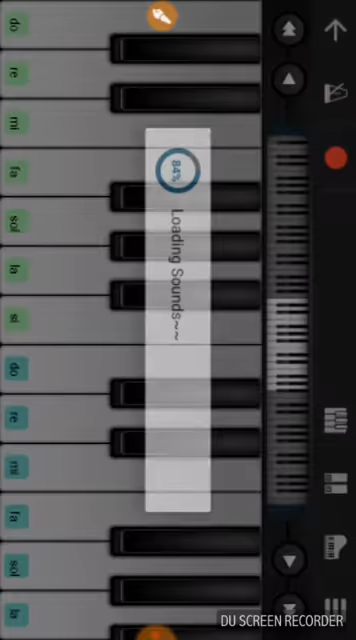 do
re
mi
fa
sol
la
si
do
re
mi
fa
sol
la
84%
Loading Sounds~~
DU SCREEN RECORDER